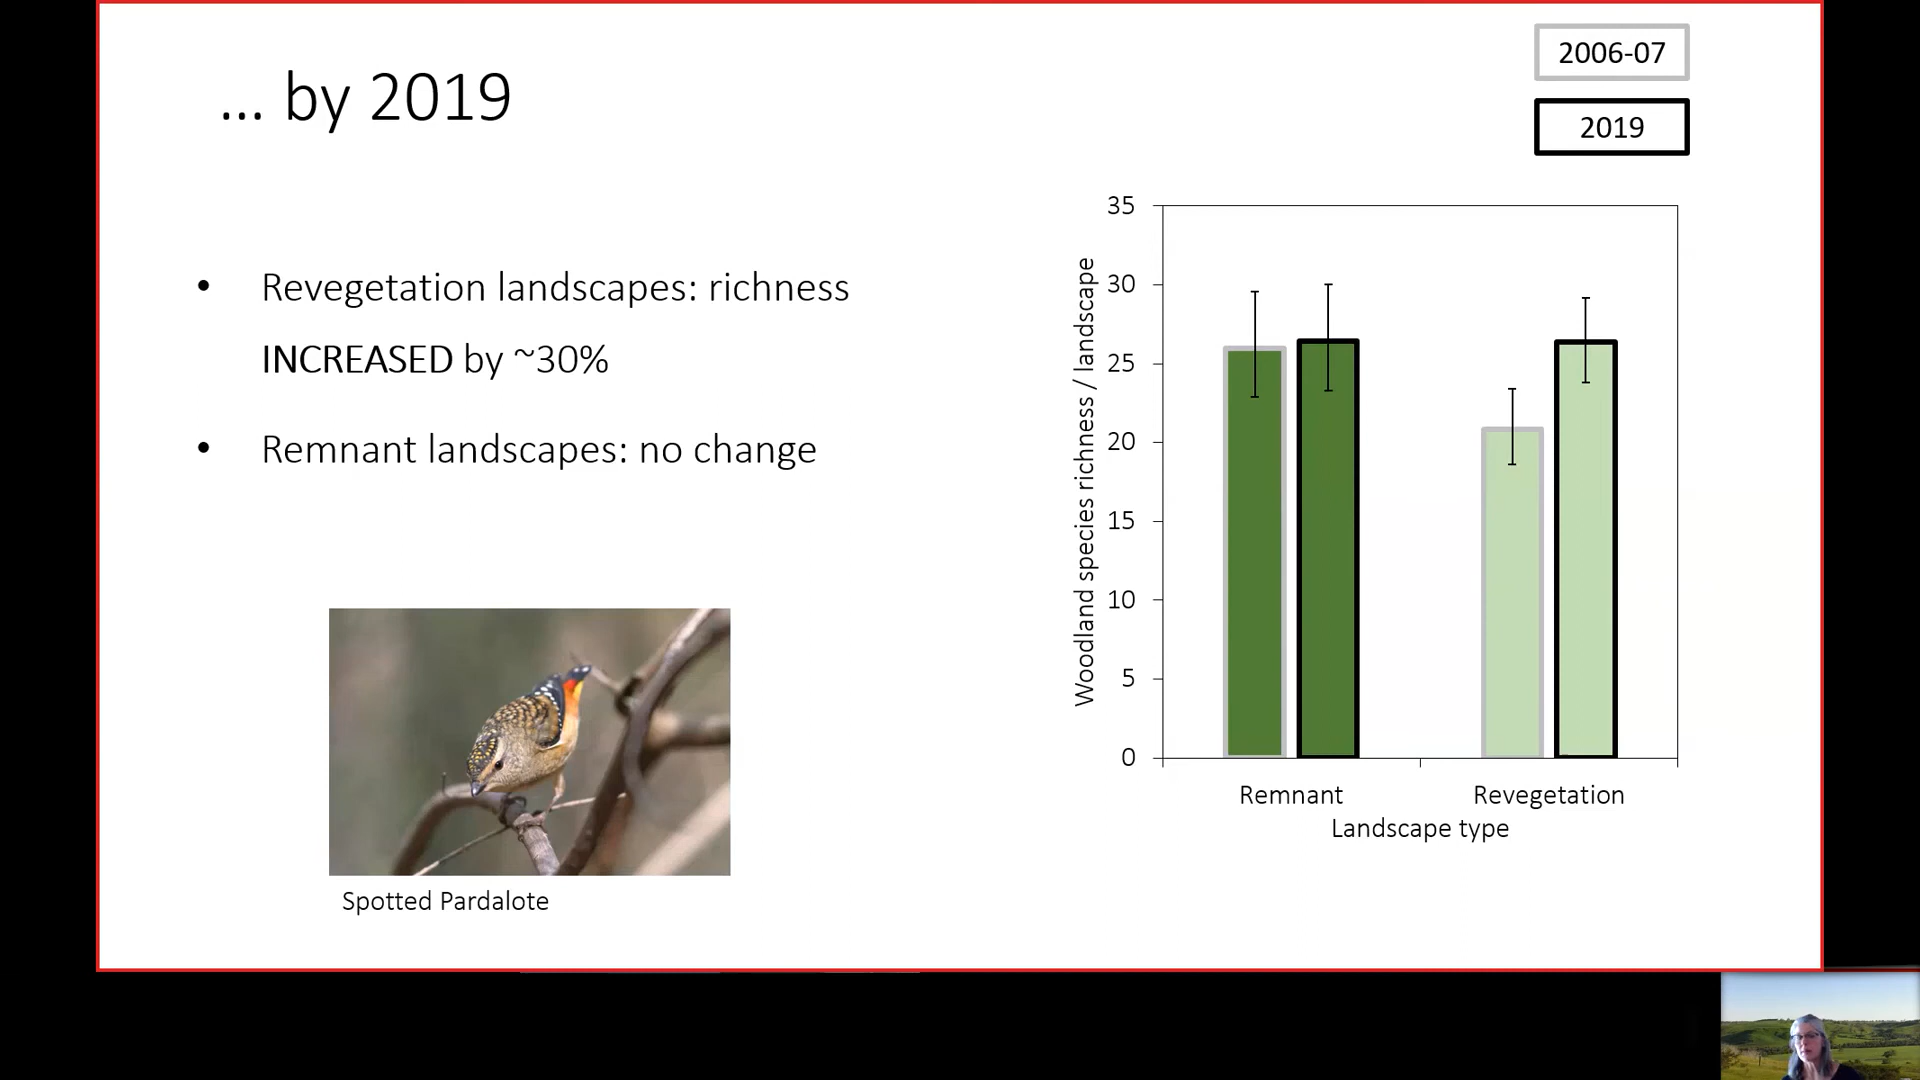 ... by 2019
2006-07
2019
• Revegetation landscapes: richness
INCREASED by ~30%
• Remnant landscapes: no change
Spotted Pardalote
Woodland species richness / landscape
35
30
25
20
15
10
5
0
Remnant
Revegetation
Landscape type